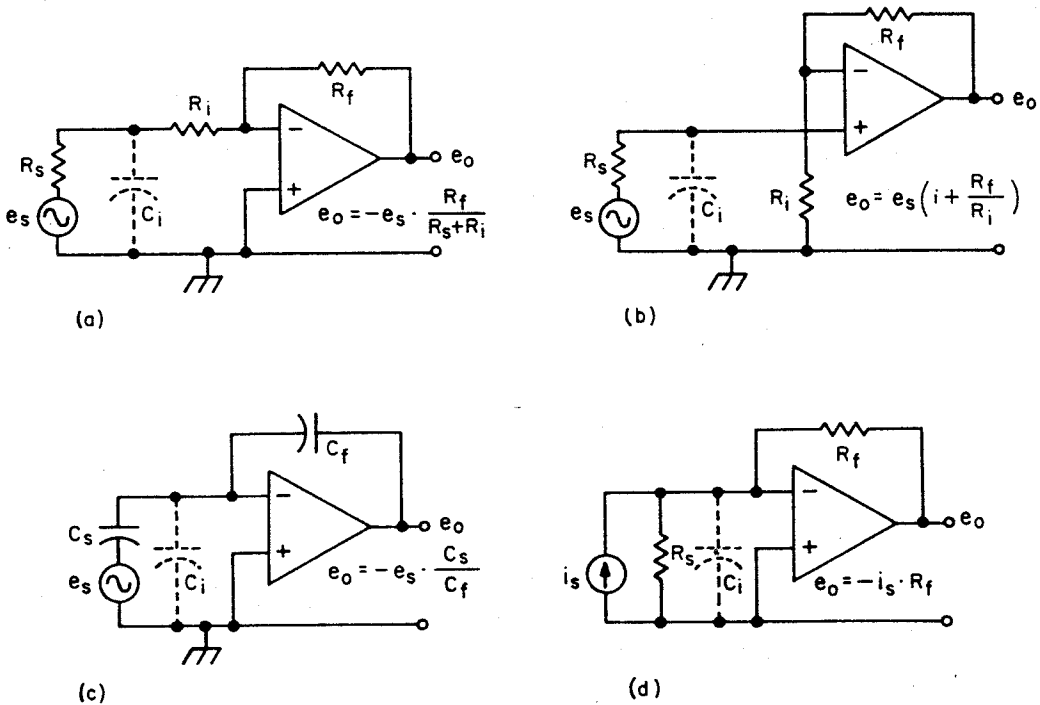 R_f
R_i
R_s
C_i
e_s
e_o
− +
e_o = −e_s · R_f / (R_s+R_i)
(a)
R_f
− +
e_o
R_s
C_i
e_s
R_i
e_o = e_s (i + R_f / R_i)
(b)
C_f
C_s
C_i
e_s
− +
e_o
e_o = −e_s · C_s / C_f
(c)
R_f
− +
e_o
i_s
R_s
C_i
e_o = −i_s · R_f
(d)